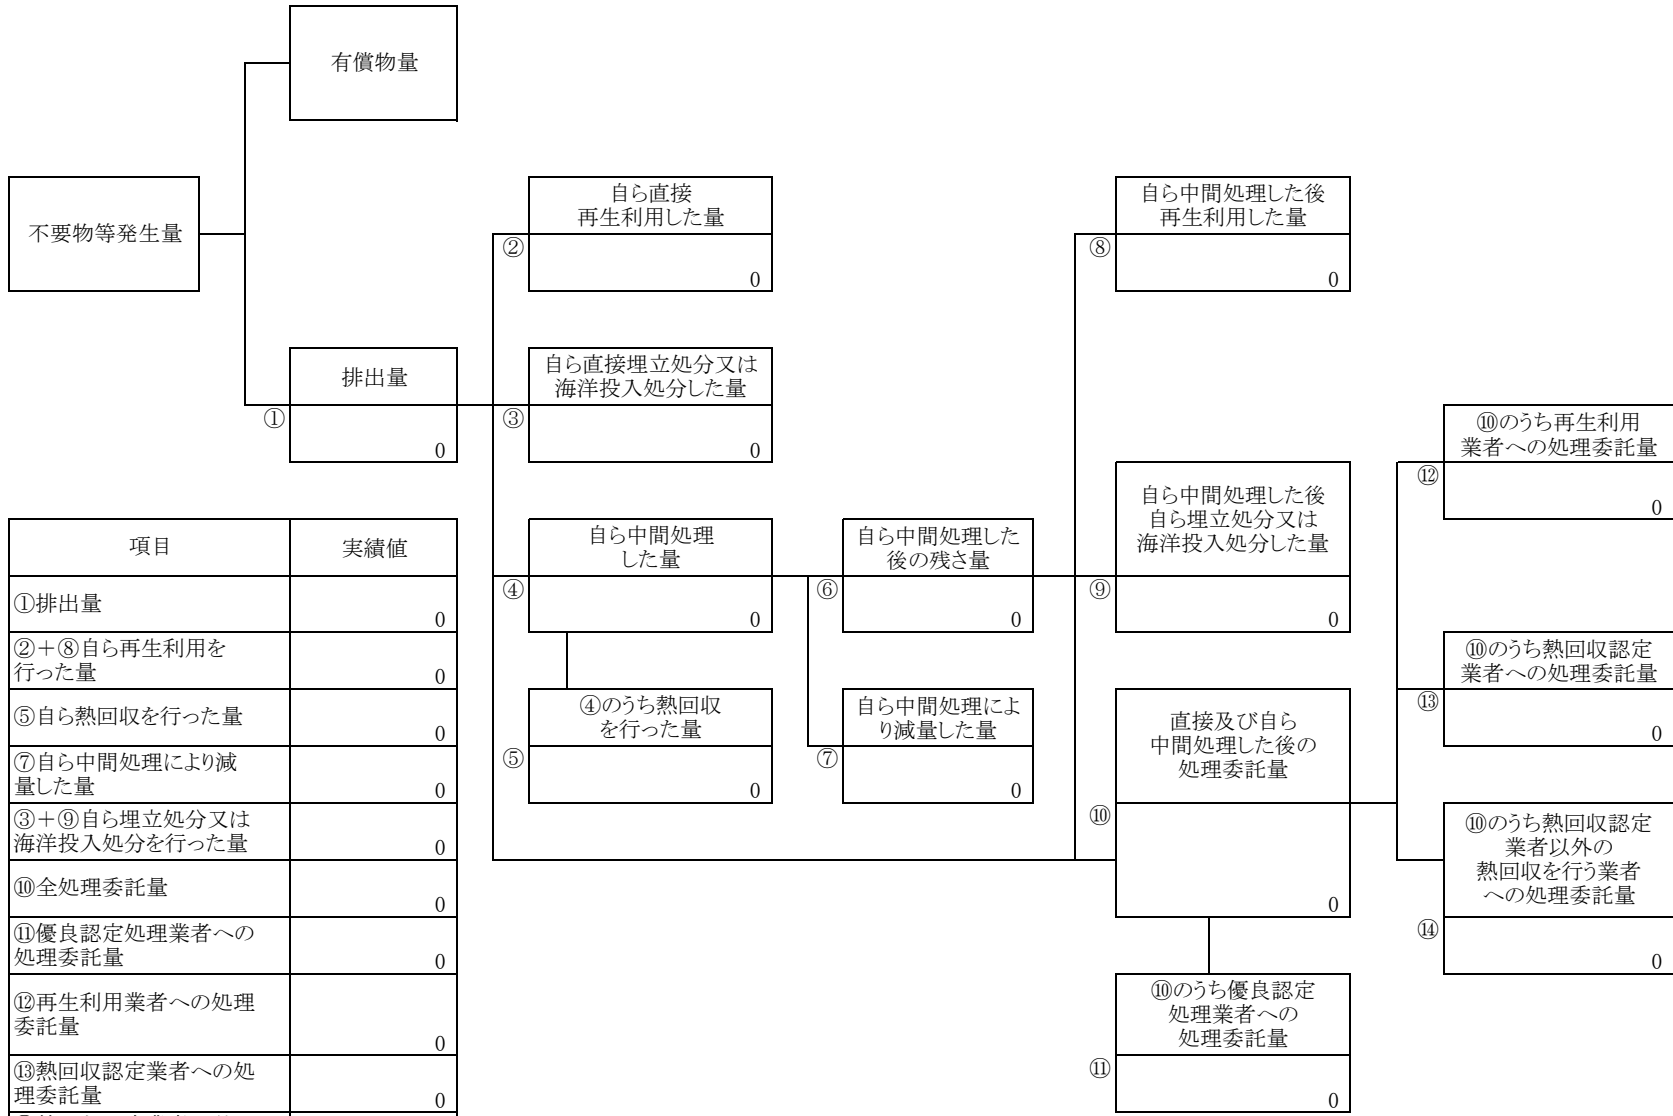 有償物量
不要物等発生量
自ら直接
再生利用した量
②
0
自ら中間処理した後
再生利用した量
⑧
0
排出量
①
0
自ら直接埋立処分又は
海洋投入処分した量
③
0
⑩のうち再生利用
業者への処理委託量
⑫
0
自ら中間処理
した量
④
0
自ら中間処理した
後の残さ量
⑥
0
自ら中間処理した後
自ら埋立処分又は
海洋投入処分した量
⑨
0
⑩のうち熱回収認定
業者への処理委託量
⑬
0
④のうち熱回収
を行った量
⑤
0
自ら中間処理によ
り減量した量
⑦
0
直接及び自ら
中間処理した後の
処理委託量
⑩
0
⑩のうち熱回収認定
業者以外の
熱回収を行う業者
への処理委託量
⑭
0
⑩のうち優良認定
処理業者への
処理委託量
⑪
0
項目 実績値
①排出量
0
②+⑧自ら再生利用を
行った量
0
⑤自ら熱回収を行った量
0
⑦自ら中間処理により減
量した量
0
③+⑨自ら埋立処分又は
海洋投入処分を行った量
0
⑩全処理委託量
0
⑪優良認定処理業者への
処理委託量
0
⑫再生利用業者への処理
委託量
0
⑬熱回収認定業者への処
理委託量
0